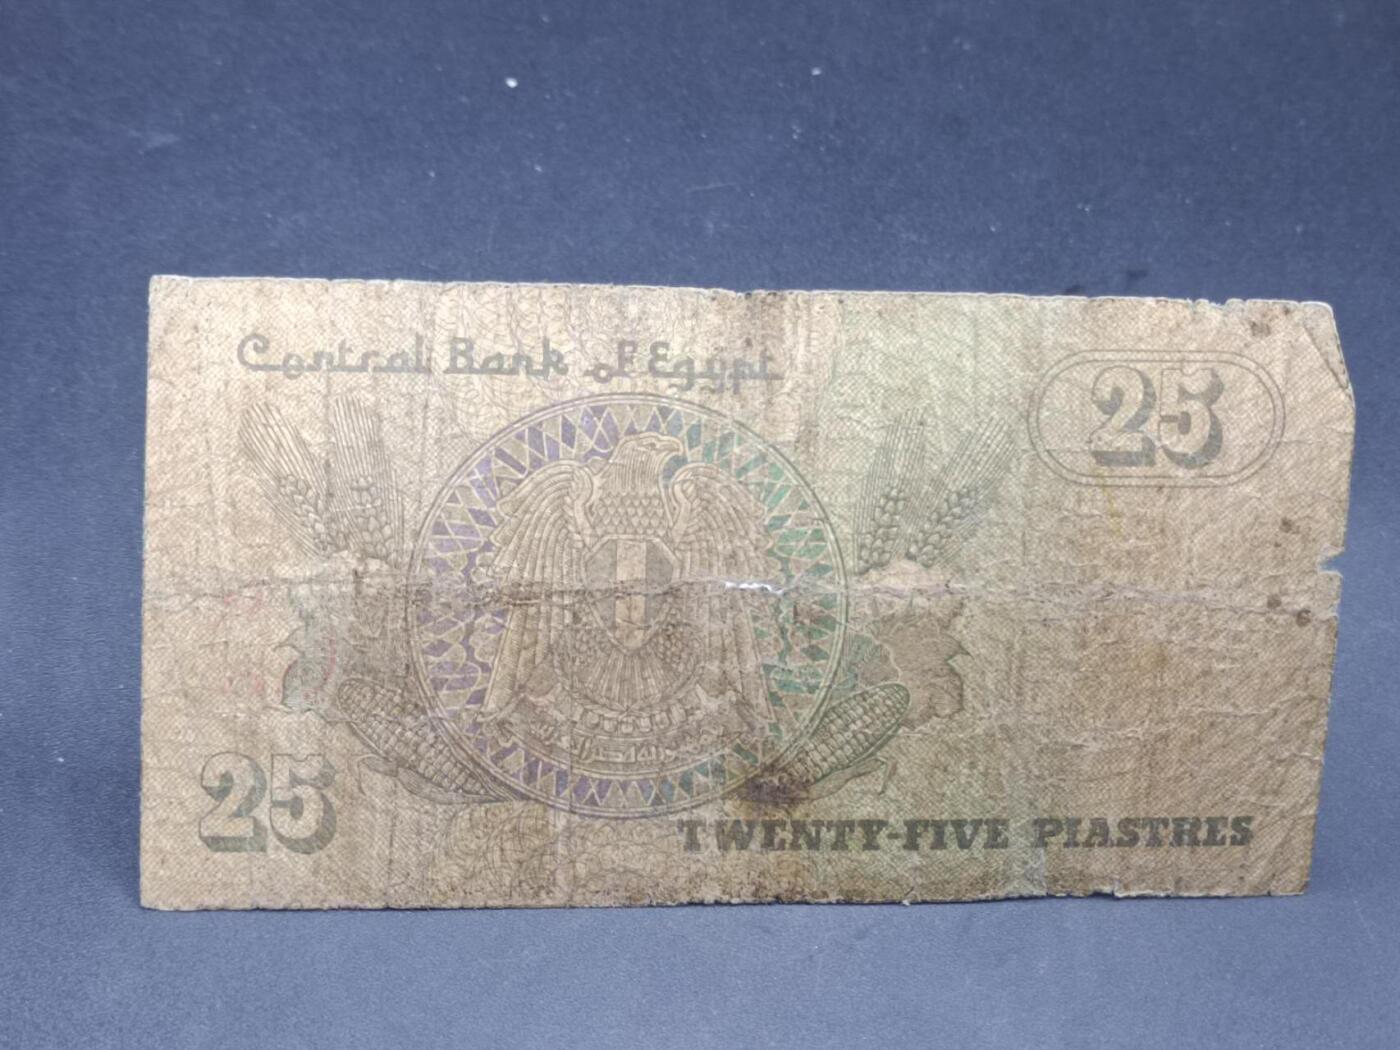 Central Bank of Egypt
25
25
TWENTY-FIVE PIASTRES